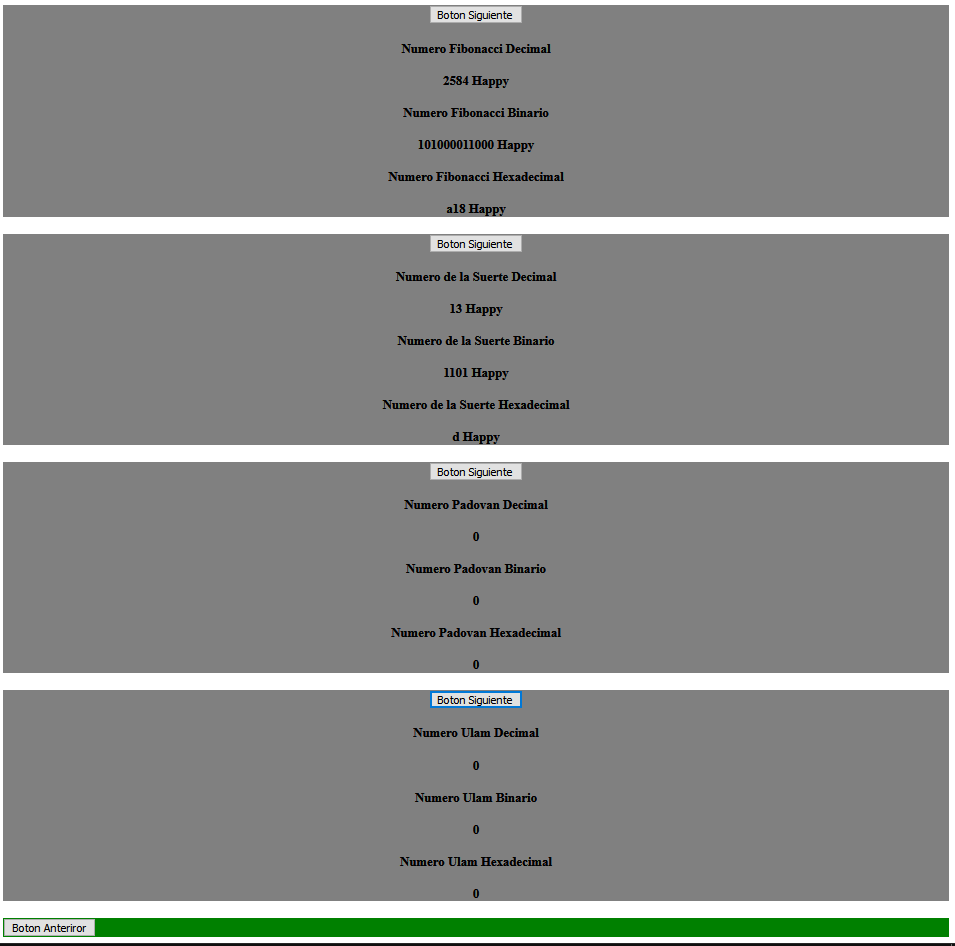 Boton Siguiente
Numero Fibonacci Decimal
2584 Happy
Numero Fibonacci Binario
101000011000 Happy
Numero Fibonacci Hexadecimal
a18 Happy
Boton Siguiente
Numero de la Suerte Decimal
13 Happy
Numero de la Suerte Binario
1101 Happy
Numero de la Suerte Hexadecimal
d Happy
Boton Siguiente
Numero Padovan Decimal
0
Numero Padovan Binario
0
Numero Padovan Hexadecimal
0
Boton Siguiente
Numero Ulam Decimal
0
Numero Ulam Binario
0
Numero Ulam Hexadecimal
0
Boton Anteriror